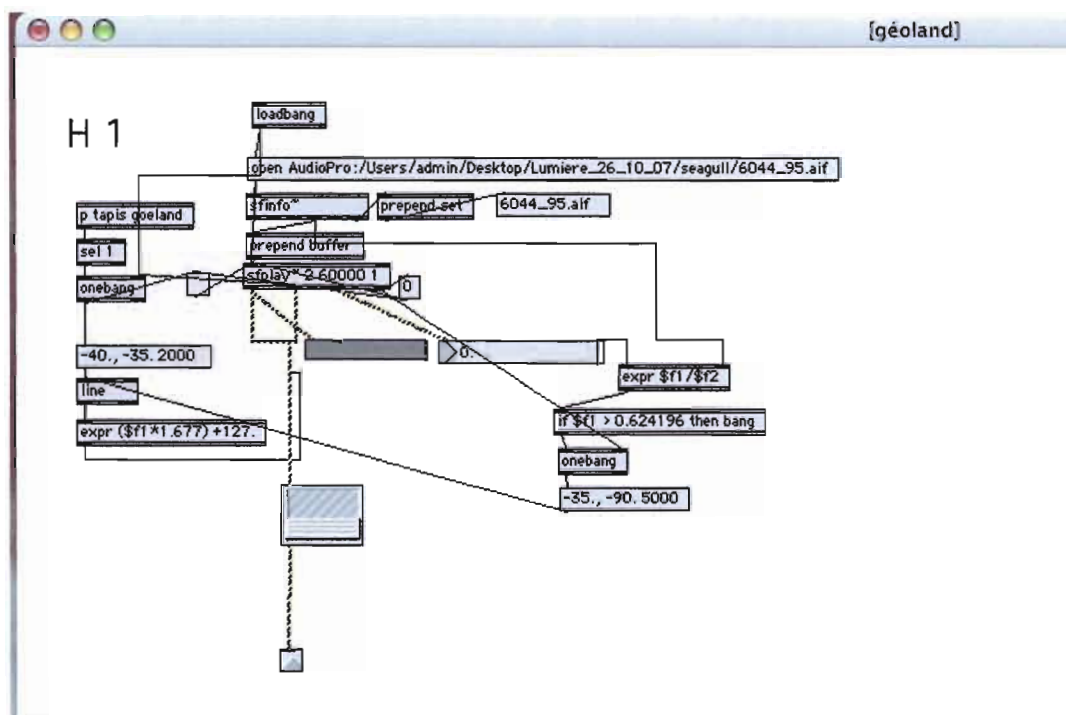 [géoland]
H 1
loadbang
open AudioPro:/Users/admin/Desktop/Lumiere_26_10_07/seagull/6044_95.aif
sfinfo~
prepend set
6044_95.aif
p tapis goeland
prepend buffer
sel 1
sfplay~ 2 60000 1
onebang
0
-40., -35. 2000
>0.
expr $f1/$f2
line
if $f1 > 0.624196 then bang
expr ($f1*1.677) +127.
onebang
-35., -90. 5000